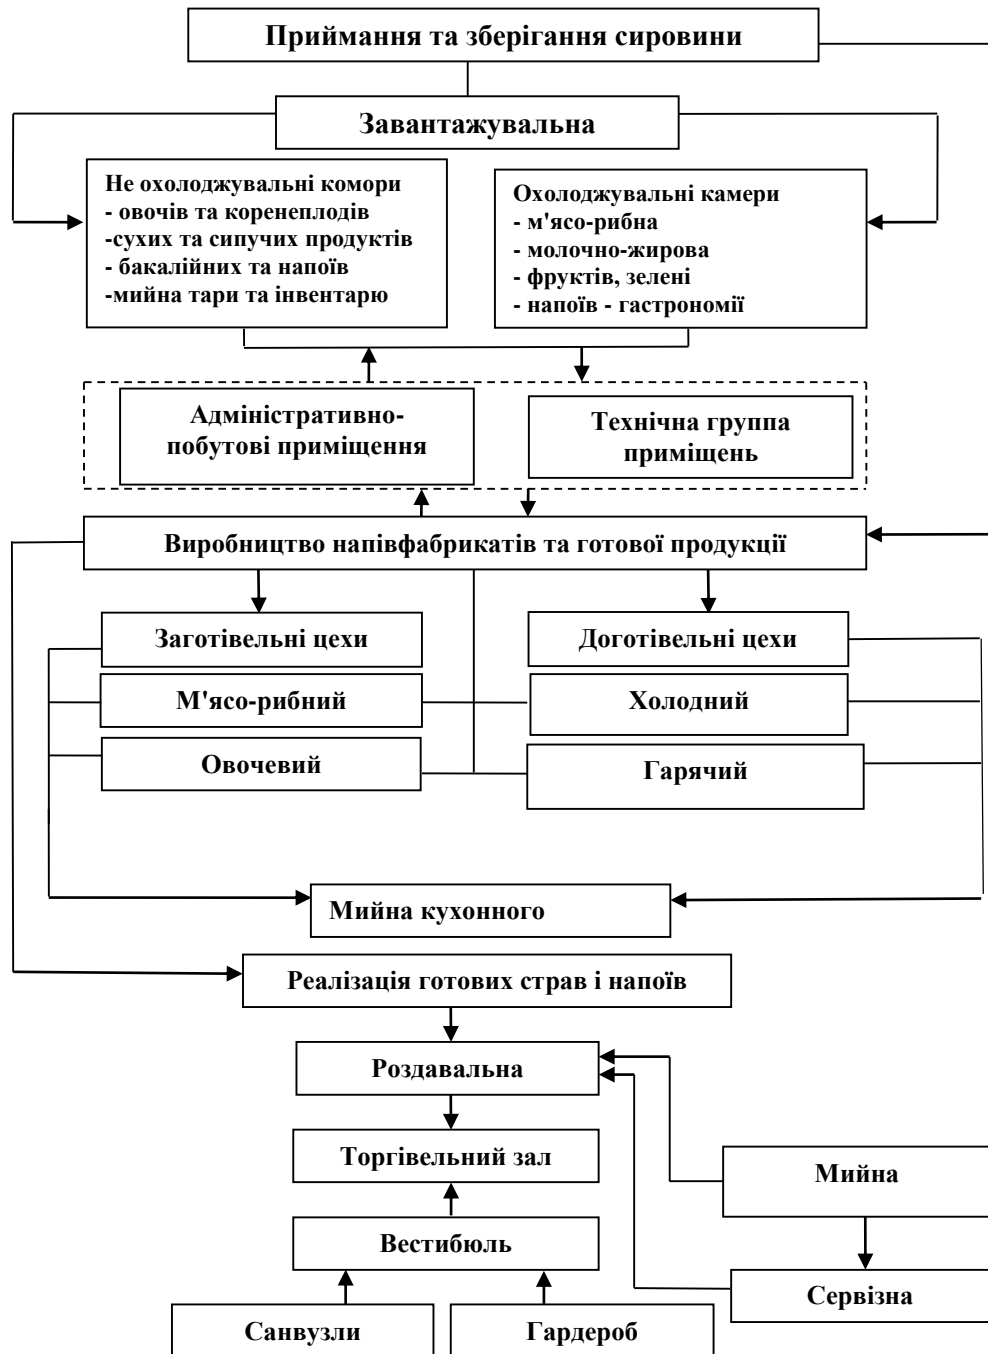 Приймання та зберігання сировини
Завантажувальна
Не охолоджувальні комори
- овочів та коренеплодів
-сухих та сипучих продуктів
- бакалійних та напоїв
-мийна тари та інвентарю
Охолоджувальні камери
- м'ясо-рибна
- молочно-жирова
- фруктів, зелені
- напоїв - гастрономії
Адміністративно-
побутові приміщення
Технічна группа
приміщень
Виробництво напівфабрикатів та готової продукції
Заготівельні цехи
Доготівельні цехи
М'ясо-рибний
Холодний
Овочевий
Гарячий
Мийна кухонного
Реалізація готових страв і напоїв
Роздавальна
Торгівельний зал
Мийна
Вестибюль
Сервізна
Санвузли
Гардероб